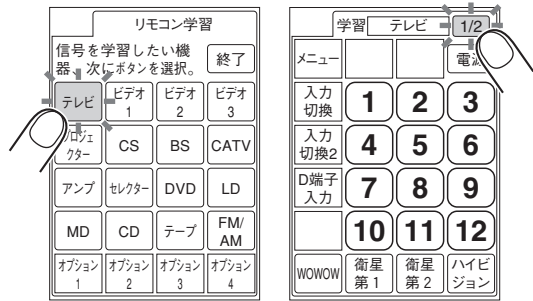 リモコン学習
信号を学習したい機
器、次にボタンを選択。
終了
テレビ
ビデオ
1
ビデオ
2
ビデオ
3
プロジェ
クター
CS
BS
CATV
アンプ
セレクター
DVD
LD
MD
CD
テープ
FM/
AM
オプション
1
オプション
2
オプション
3
オプション
4
学習
テレビ
1/2
メニュー
電源
入力
切換
1
2
3
入力
切換2
4
5
6
D端子
入力
7
8
9
10
11
12
WOWOW
衛星
第1
衛星
第2
ハイビ
ジョン